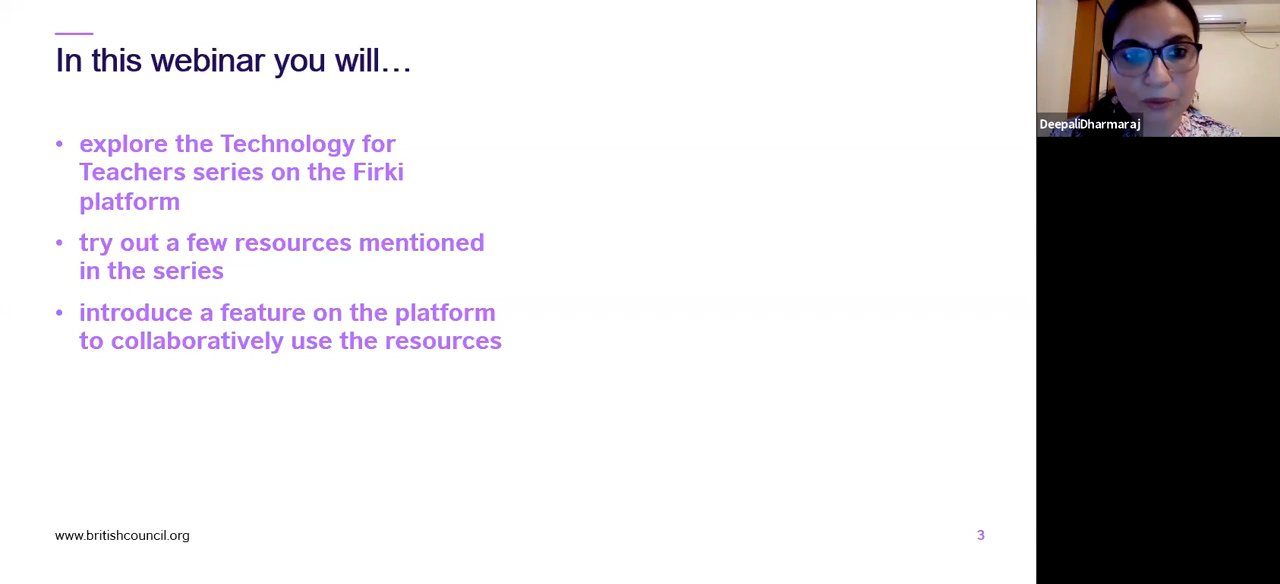 In this webinar you will…
• explore the Technology for
Teachers series on the Firki
platform
• try out a few resources mentioned
in the series
• introduce a feature on the platform
to collaboratively use the resources
www.britishcouncil.org
3
DeepaliDharmaraj